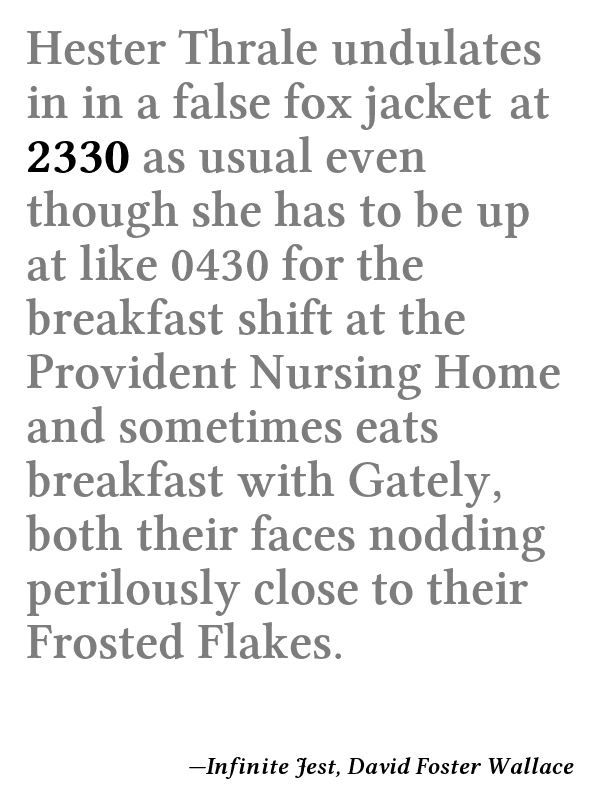 Hester Thrale undulates
in in a false fox jacket at
2330 as usual even
though she has to be up
at like 0430 for the
breakfast shift at the
Provident Nursing Home
and sometimes eats
breakfast with Gately,
both their faces nodding
perilously close to their
Frosted Flakes.
—Infinite Jest, David Foster Wallace